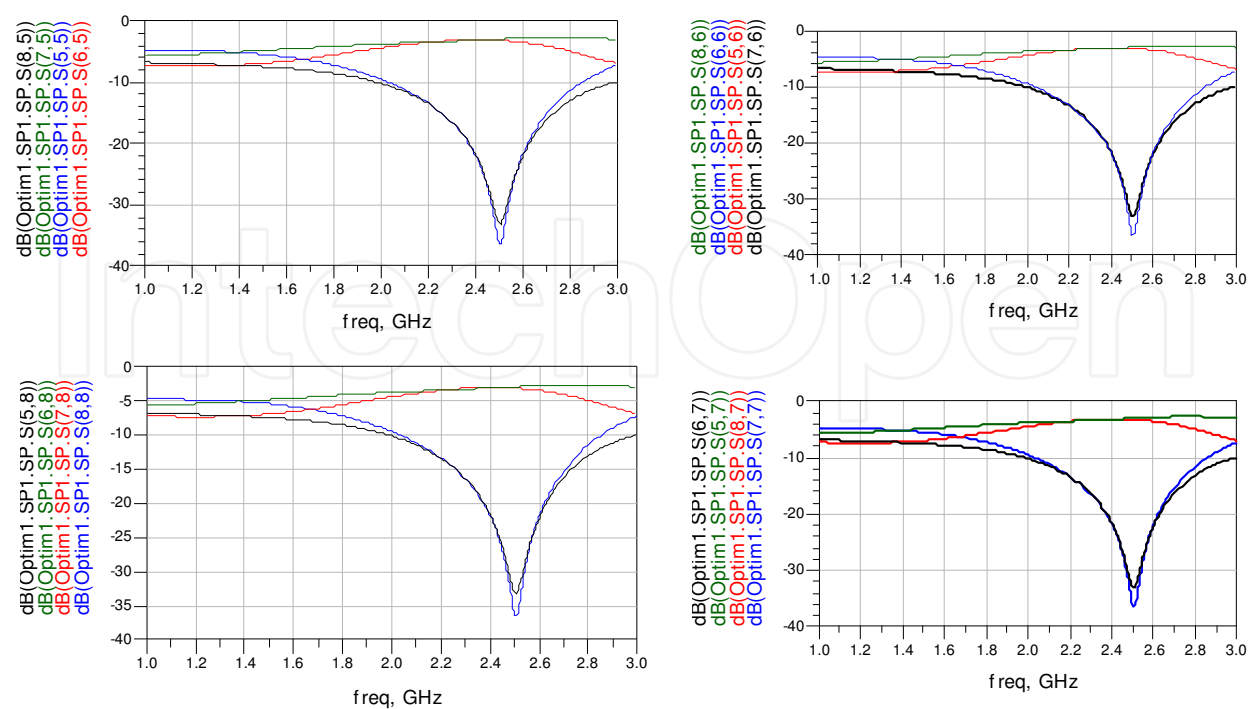 dB(Optim1.SP1.SP.S(8,5))
dB(Optim1.SP1.SP.S(7,5))
dB(Optim1.SP1.SP.S(5,5))
dB(Optim1.SP1.SP.S(6,5))
0
-10
-20
-30
-40
1.0 1.2 1.4 1.6 1.8 2.0 2.2 2.4 2.6 2.8 3.0
freq, GHz
dB(Optim1.SP1.SP.S(8,6))
dB(Optim1.SP1.SP.S(6,6))
dB(Optim1.SP1.SP.S(5,6))
dB(Optim1.SP1.SP.S(7,6))
0
-10
-20
-30
-40
1.0 1.2 1.4 1.6 1.8 2.0 2.2 2.4 2.6 2.8 3.0
freq, GHz
IntechOpen
dB(Optim1.SP1.SP.S(5,8))
dB(Optim1.SP1.SP.S(6,8))
dB(Optim1.SP1.SP.S(7,8))
dB(Optim1.SP1.SP.S(8,8))
0
-5
-10
-15
-20
-25
-30
-35
-40
1.0 1.2 1.4 1.6 1.8 2.0 2.2 2.4 2.6 2.8 3.0
freq, GHz
dB(Optim1.SP1.SP.S(6,7))
dB(Optim1.SP1.SP.S(5,7))
dB(Optim1.SP1.SP.S(8,7))
dB(Optim1.SP1.SP.S(7,7))
0
-10
-20
-30
-40
1.0 1.2 1.4 1.6 1.8 2.0 2.2 2.4 2.6 2.8 3.0
freq, GHz